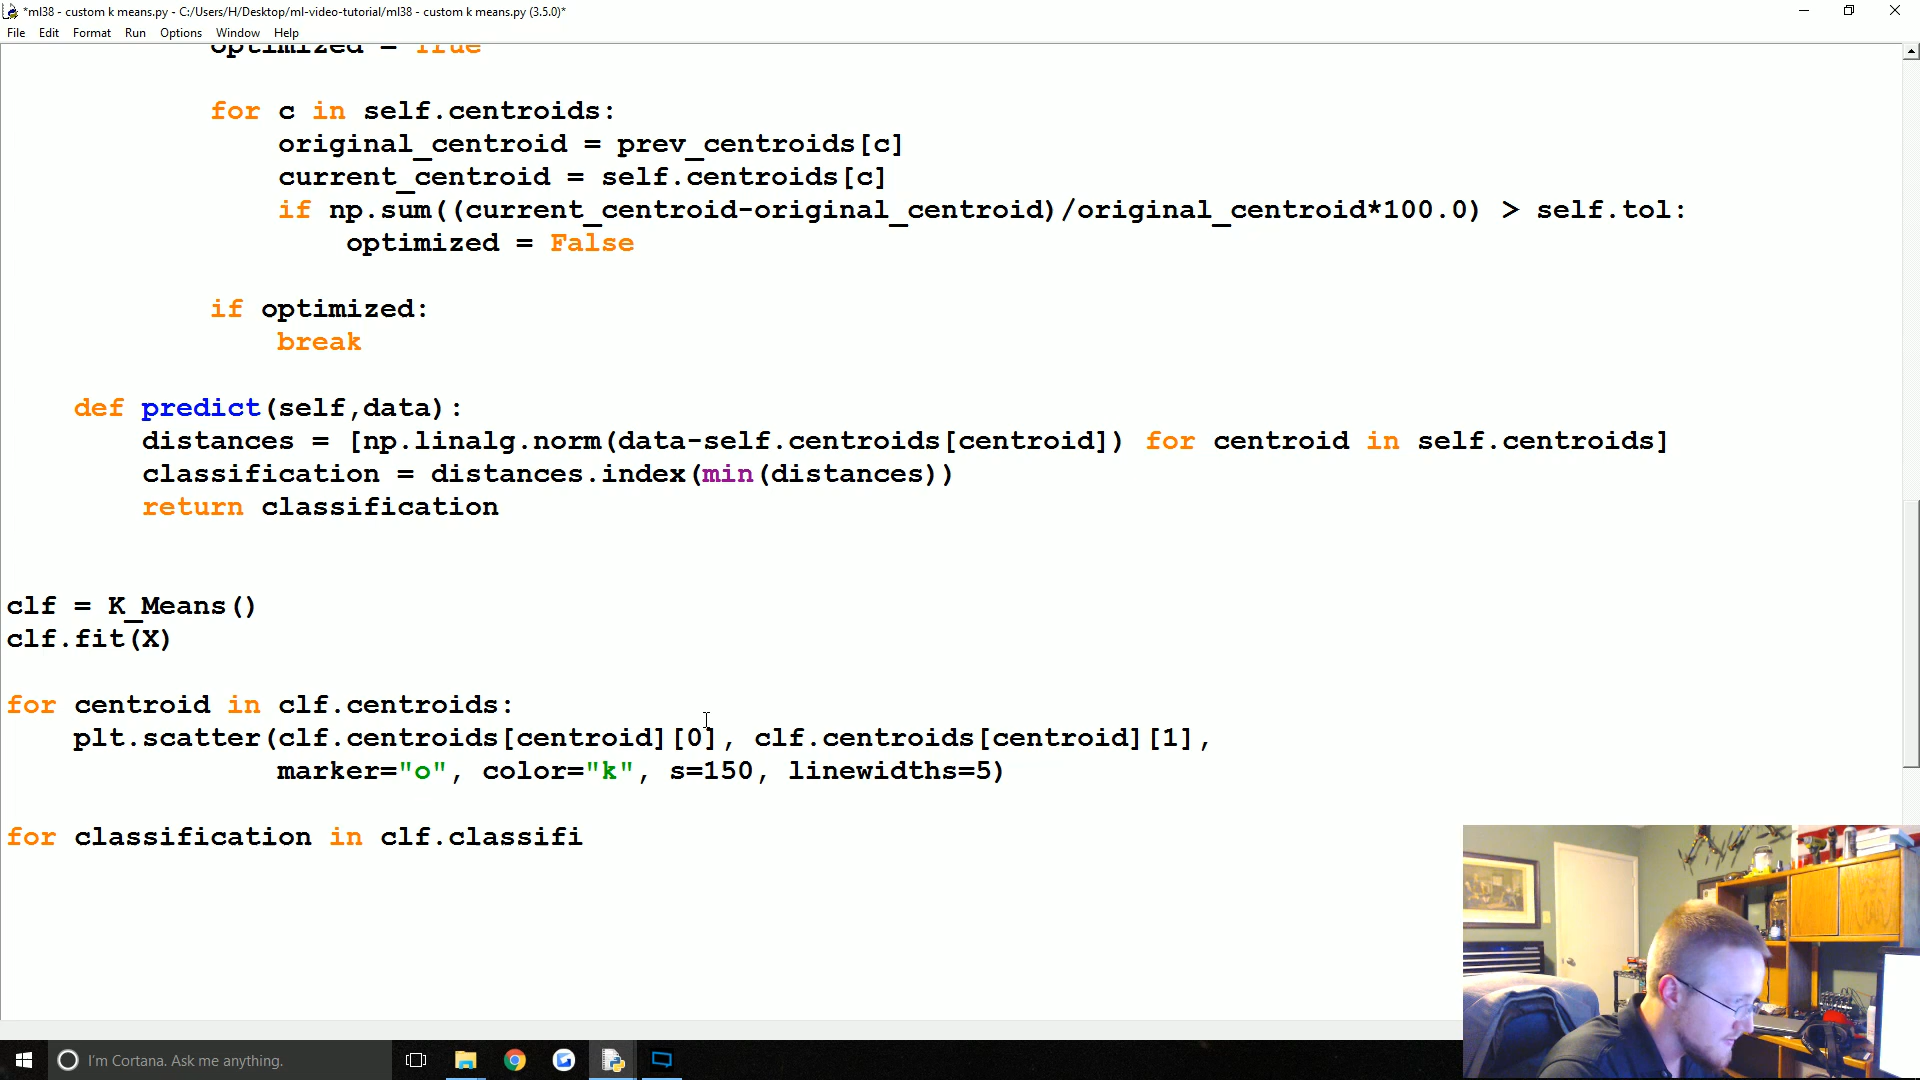 *ml38 - custom k means.py - C:/Users/H/Desktop/ml-video-tutorial/ml38 - custom k means.py (3.5.0)*
File Edit Format Run Options Window Help
optimized = True
for c in self.centroids:
original_centroid = prev_centroids[c]
current_centroid = self.centroids[c]
if np.sum((current_centroid-original_centroid)/original_centroid*100.0) > self.tol:
optimized = False
if optimized:
break
def predict(self,data):
distances = [np.linalg.norm(data-self.centroids[centroid]) for centroid in self.centroids]
classification = distances.index(min(distances))
return classification
clf = K_Means()
clf.fit(X)
for centroid in clf.centroids:
plt.scatter(clf.centroids[centroid][0], clf.centroids[centroid][1],
marker="o", color="k", s=150, linewidths=5)
for classification in clf.classifi
I'm Cortana. Ask me anything.